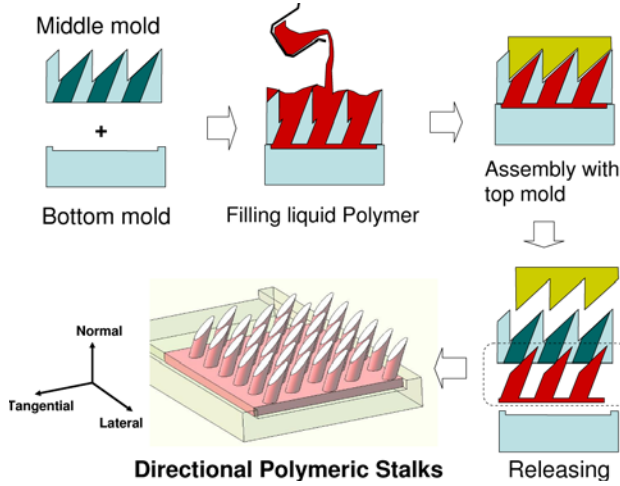 Middle mold
+
Bottom mold
Filling liquid Polymer
Assembly with
top mold
Normal
Tangential
Lateral
Directional Polymeric Stalks
Releasing